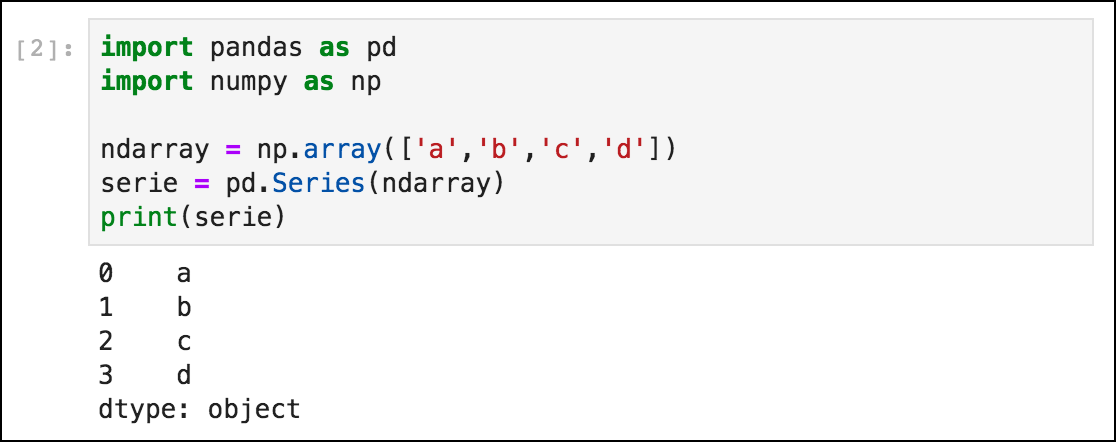 [2]:
import pandas as pd
import numpy as np
ndarray = np.array(['a','b','c','d'])
serie = pd.Series(ndarray)
print(serie)
0    a
1    b
2    c
3    d
dtype: object